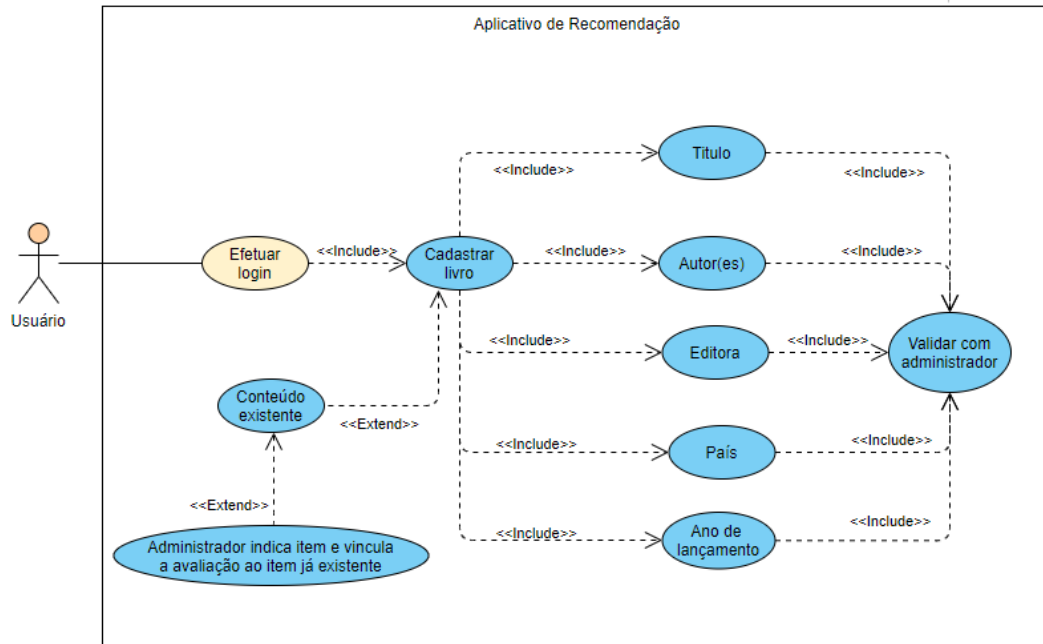 Aplicativo de Recomendação
Titulo
<<Include>>
<<Include>>
Efetuar
login
<<Include>>
Cadastrar
livro
<<Include>>
Autor(es)
<<Include>>
Usuário
<<Include>>
Editora
<<Include>>
Validar com
administrador
Conteúdo
existente
<<Extend>>
<<Include>>
País
<<Include>>
<<Extend>>
<<Include>>
Ano de
lançamento
<<Include>>
Administrador indica item e vincula
a avaliação ao item já existente